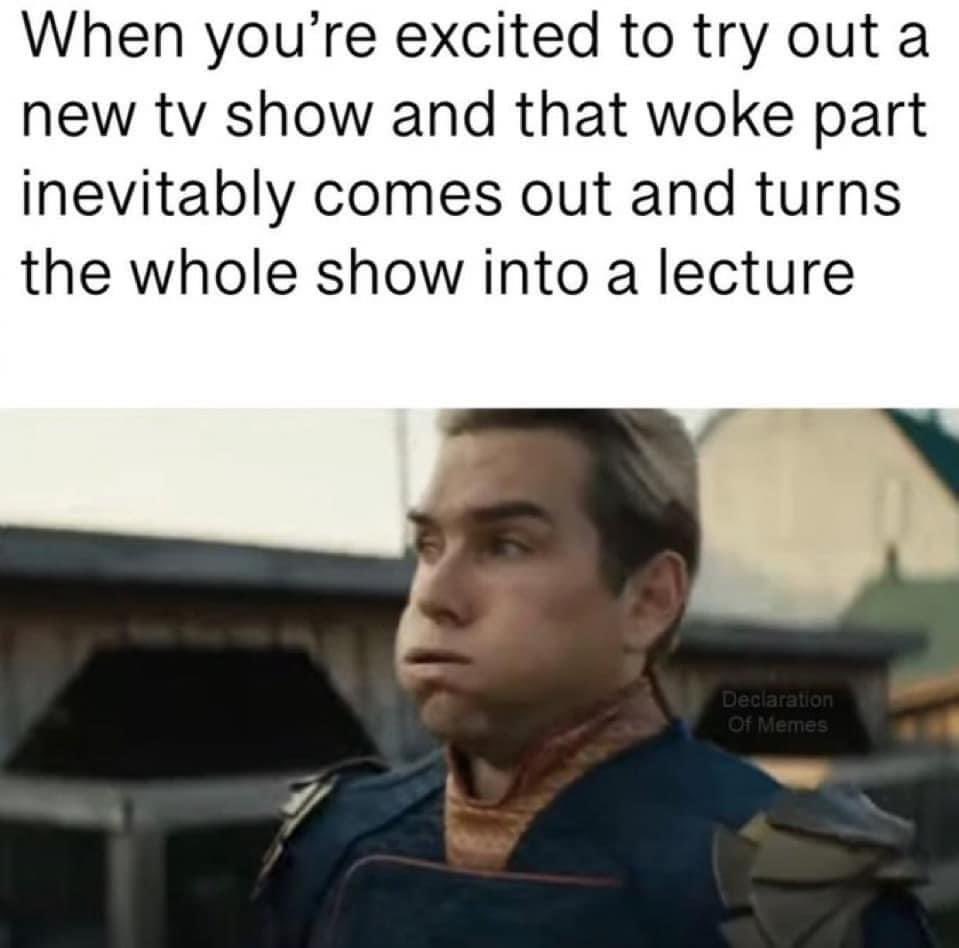 When you’re excited to try out a
new tv show and that woke part
inevitably comes out and turns
the whole show into a lecture
Declaration
Of Memes